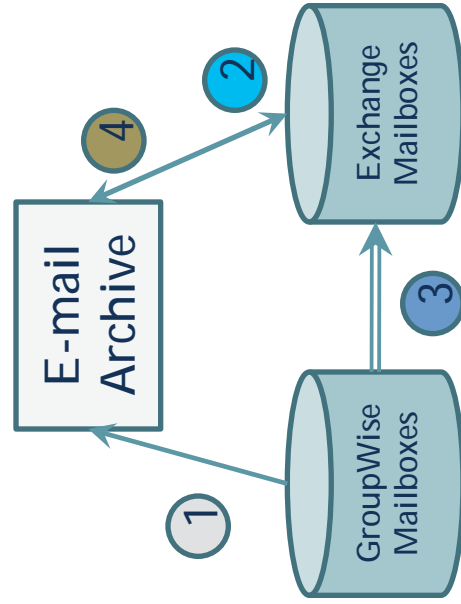 E-mail
Archive
4
2
1
3
GroupWise
Mailboxes
Exchange
Mailboxes